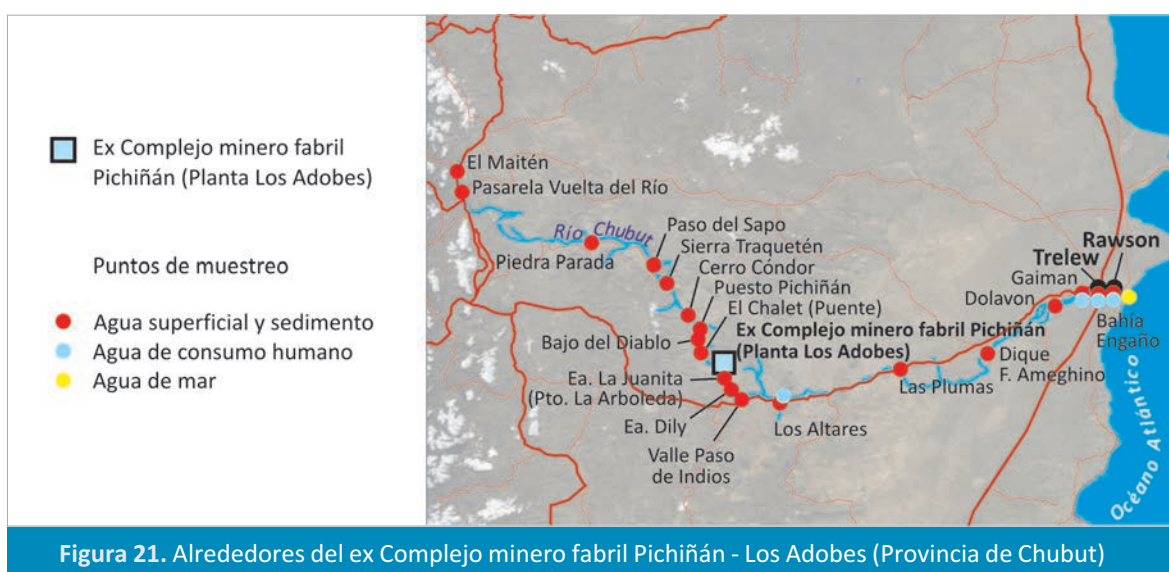 Ex Complejo minero fabril
Pichiñán (Planta Los Adobes)
Puntos de muestreo
Agua superficial y sedimento
Agua de consumo humano
Agua de mar
El Maitén
Pasarela Vuelta del Río
Río Chubut
Piedra Parada
Paso del Sapo
Sierra Traquetén
Cerro Cóndor
Puesto Pichiñán
El Chalet (Puente)
Bajo del Diablo
Ex Complejo minero fabril Pichiñán
(Planta Los Adobes)
Ea. La Juanita
(Pto. La Arboleda)
Ea. Dily
Valle Paso
de Indios
Los Altares
Las Plumas
Dique
F. Ameghino
Dolavon
Gaiman
Trelew
Rawson
Bahía
Engaño
Océano Atlántico
Figura 21. Alrededores del ex Complejo minero fabril Pichiñán - Los Adobes (Provincia de Chubut)